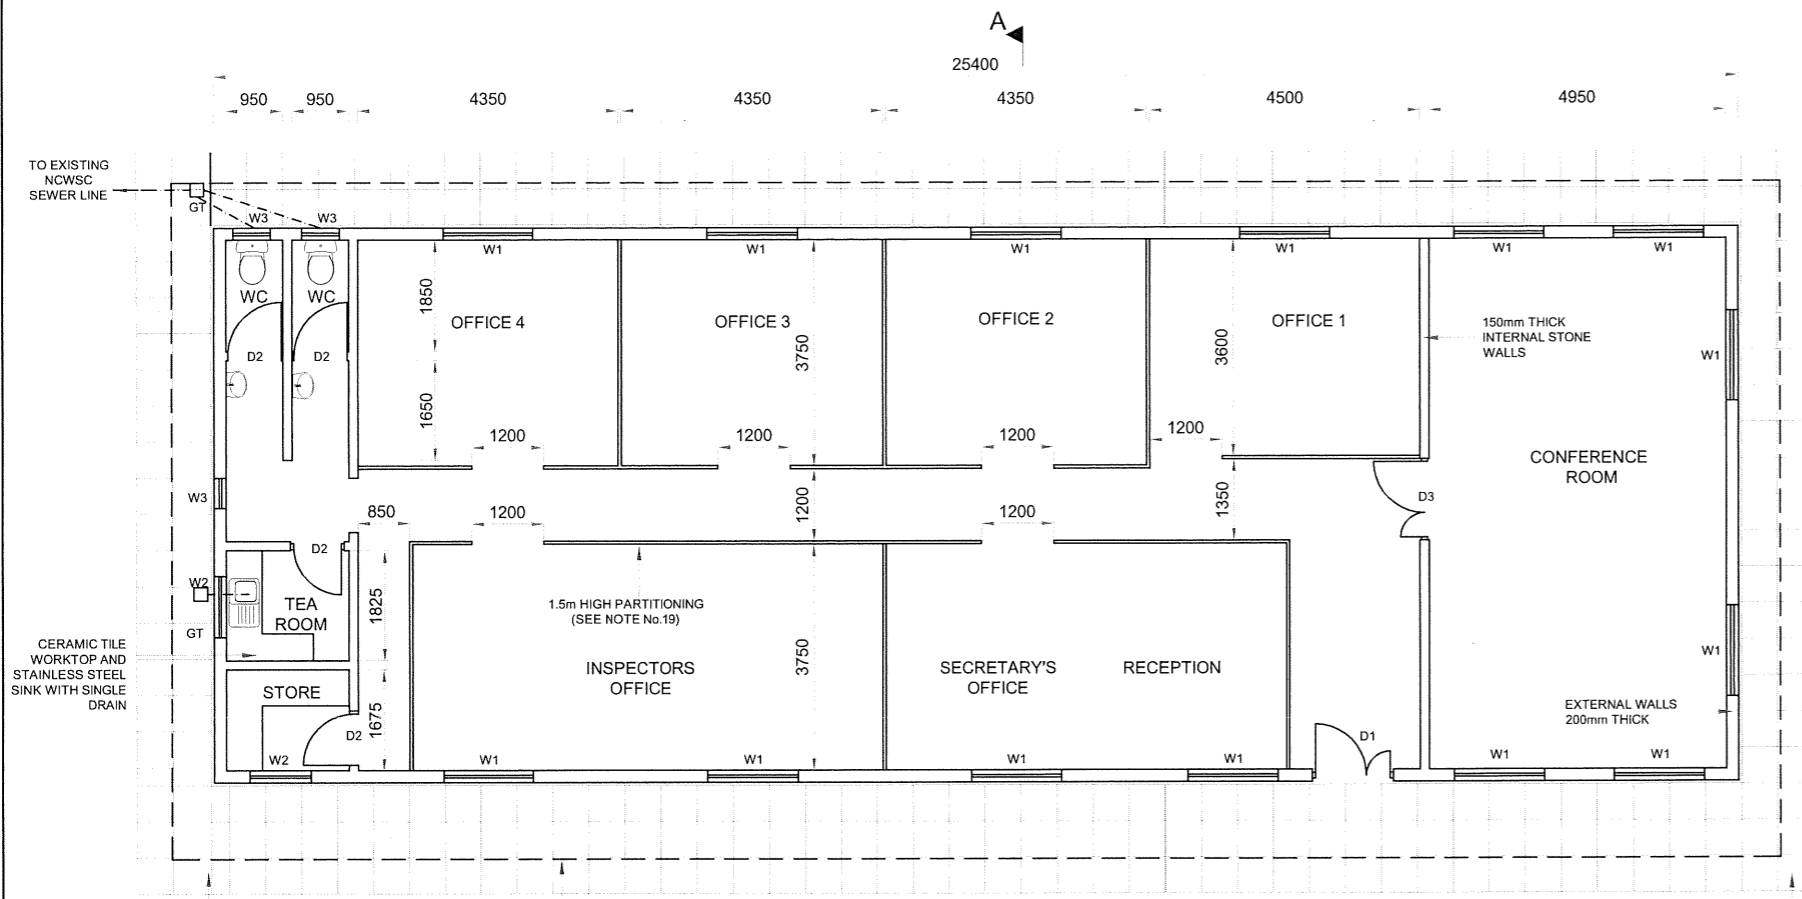 A
25400
950
950
4350
4350
4350
4500
4950
TO EXISTING
NCWSC
SEWER LINE
GT
W3
W3
W1
W1
W1
W1
W1
W1
WC
WC
1850
OFFICE 4
OFFICE 3
OFFICE 2
OFFICE 1
150mm THICK
INTERNAL STONE
WALLS
3750
3600
D2
D2
W1
1650
1200
1200
1200
1200
CONFERENCE
ROOM
W3
850
1200
1200
1200
1350
D3
D2
W2
TEA
ROOM
1825
1.5m HIGH PARTITIONING
(SEE NOTE No.19)
GT
CERAMIC TILE
WORKTOP AND
STAINLESS STEEL
SINK WITH SINGLE
DRAIN
3750
W1
INSPECTORS
OFFICE
SECRETARY'S
OFFICE
RECEPTION
STORE
1675
EXTERNAL WALLS
200mm THICK
D2
D1
W2
W1
W1
W1
W1
W1
W1